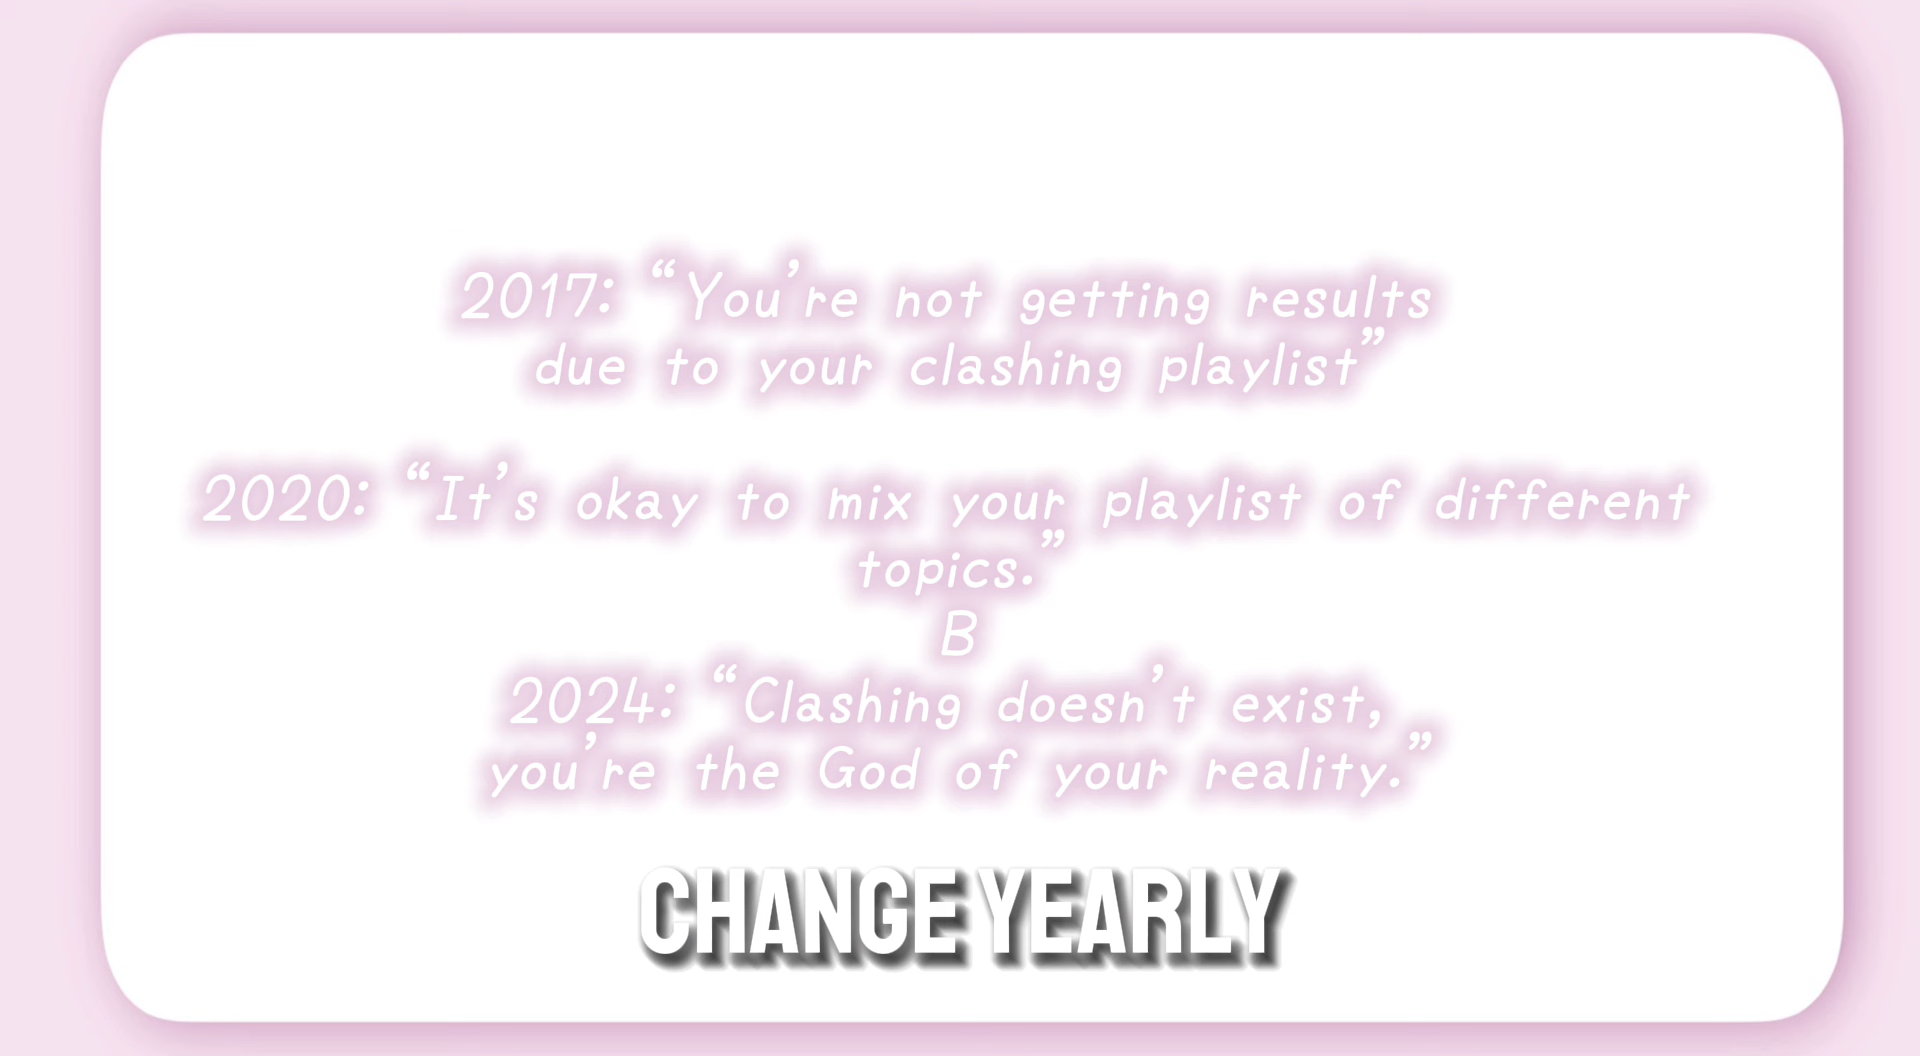 2017: “You’re not getting results
due to your clashing playlist”
2020: “It’s okay to mix your playlist of different
topics.”
B
2024: “Clashing doesn’t exist,
you’re the God of your reality.”
CHANGE YEARLY